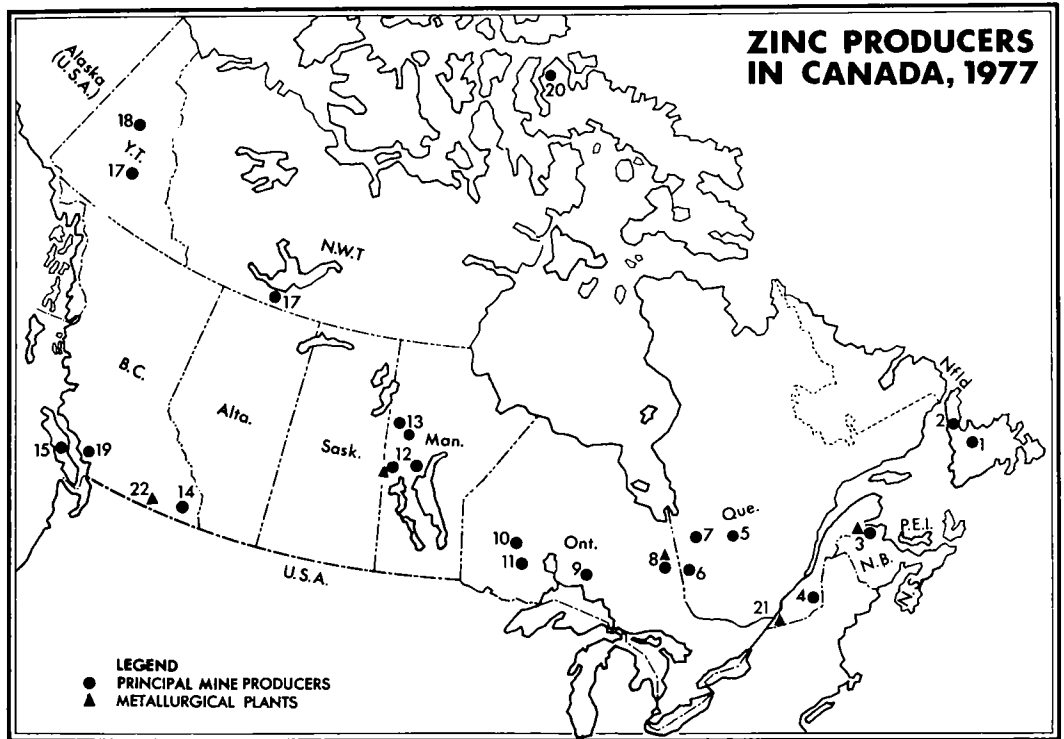 ZINC PRODUCERS
IN CANADA, 1977
Alaska
(U.S.A.)
20
18
Y.T.
17
N.W.T
17
B.C.
Alta.
Sask.
Man.
13
12
Nfld
2
1
15
19
22
14
U.S.A.
10
11
Ont.
9
8
7
Que.
5
6
3
P.E.I.
N.B.
N.S.
4
21
LEGEND
PRINCIPAL MINE PRODUCERS
METALLURGICAL PLANTS